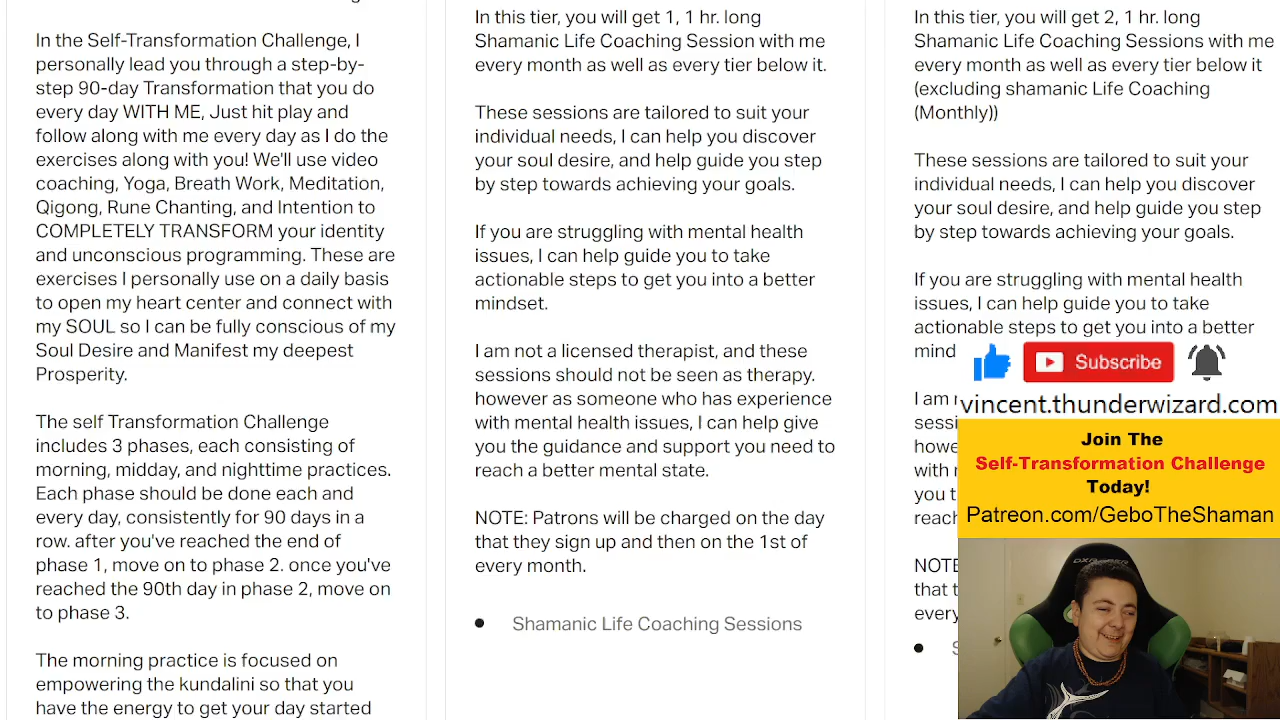 In the Self-Transformation Challenge, I
personally lead you through a step-by-
step 90-day Transformation that you do
every day WITH ME, Just hit play and
follow along with me every day as I do the
exercises along with you! We'll use video
coaching, Yoga, Breath Work, Meditation,
Qigong, Rune Chanting, and Intention to
COMPLETELY TRANSFORM your identity
and unconscious programming. These are
exercises I personally use on a daily basis
to open my heart center and connect with
my SOUL so I can be fully conscious of my
Soul Desire and Manifest my deepest
Prosperity.
The self Transformation Challenge
includes 3 phases, each consisting of
morning, midday, and nighttime practices.
Each phase should be done each and
every day, consistently for 90 days in a
row. after you've reached the end of
phase 1, move on to phase 2. once you've
reached the 90th day in phase 2, move on
to phase 3.
The morning practice is focused on
empowering the kundalini so that you
have the energy to get your day started
In this tier, you will get 1, 1 hr. long
Shamanic Life Coaching Session with me
every month as well as every tier below it.
These sessions are tailored to suit your
individual needs, I can help you discover
your soul desire, and help guide you step
by step towards achieving your goals.
If you are struggling with mental health
issues, I can help guide you to take
actionable steps to get you into a better
mindset.
I am not a licensed therapist, and these
sessions should not be seen as therapy.
however as someone who has experience
with mental health issues, I can help give
you the guidance and support you need to
reach a better mental state.
NOTE: Patrons will be charged on the day
that they sign up and then on the 1st of
every month.
Shamanic Life Coaching Sessions
In this tier, you will get 2, 1 hr. long
Shamanic Life Coaching Sessions with me
every month as well as every tier below it
(excluding shamanic Life Coaching
(Monthly))
These sessions are tailored to suit your
individual needs, I can help you discover
your soul desire, and help guide you step
by step towards achieving your goals.
If you are struggling with mental health
issues, I can help guide you to take
actionable steps to get you into a better
mind
I am
sessi
howe
with
you t
reach
NOTE
that t
every
Subscribe
vincent.thunderwizard.com
Join The
Self-Transformation Challenge
Today!
Patreon.com/GeboTheShaman